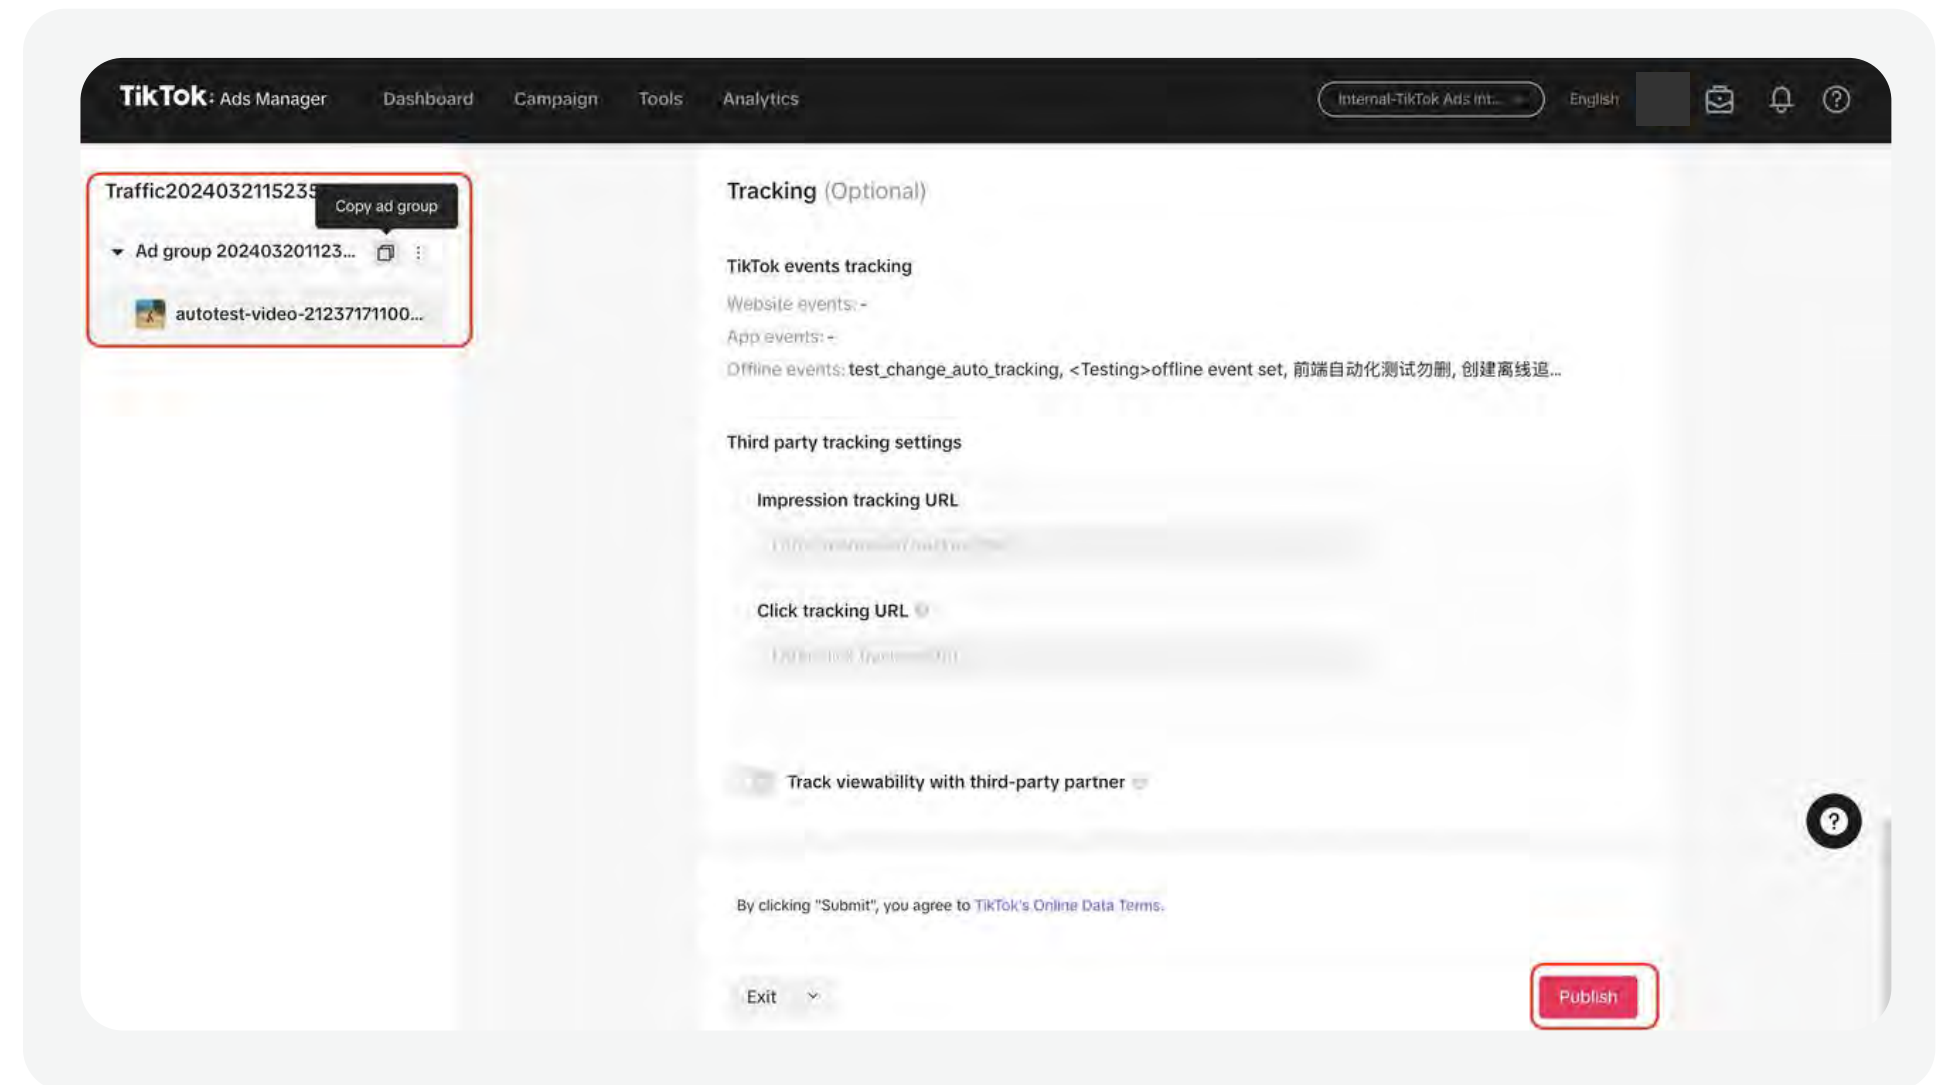 TikTok: Ads Manager Dashboard Campaign Tools Analytics Internal-TikTok Ads Int... English
Traffic2024032115235
Copy ad group
Ad group 202403201123...
autotest-video-21237171100...
Tracking (Optional)
TikTok events tracking
Website events: -
App events: -
Offline events: test_change_auto_tracking, <Testing>offline event set, 前端自动化测试勿删, 创建离线追...
Third party tracking settings
Impression tracking URL
Click tracking URL
Track viewability with third-party partner
By clicking "Submit", you agree to TikTok's Online Data Terms.
Exit
Publish